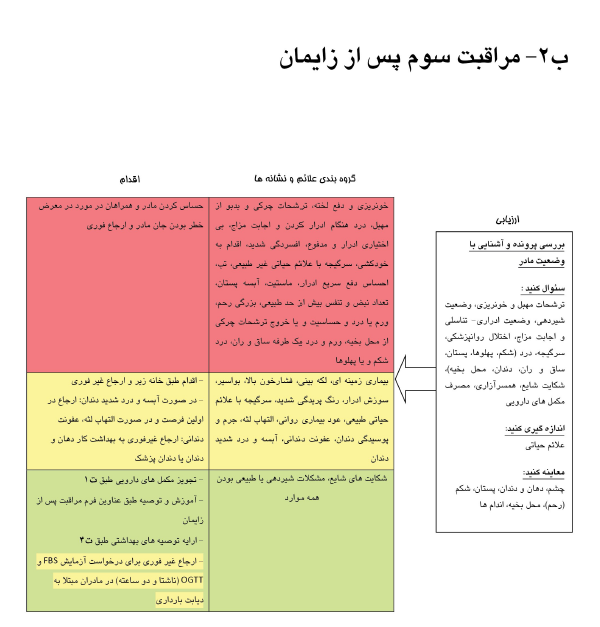 ب۲- مراقبت سوم پس از زایمان
ارزیابی
بررسی پرونده و آشنایی با
وضعیت مادر
سئوال کنید :
ترشحات مهبل و خونریزی، وضعیت
شیردهی، وضعیت ادراری- تناسلی
و اجابت مزاج، اختلال روانپزشکی،
سرگیجه، درد (شکم، پهلوها، پستان،
ساق و ران، دندان، محل بخیه)،
شکایت شایع، همسرآزاری، مصرف
مکمل های دارویی
اندازه گیری کنید:
علائم حیاتی
معاینه کنید:
چشم، دهان و دندان، پستان، شکم
(رحم)، محل بخیه، اندام ها
گروه بندی علائم و نشانه ها
خونریزی و دفع لخته، ترشحات چرکی و بدبو از
مهبل، درد هنگام ادرار کردن و اجابت مزاج، بی
اختیاری ادرار و مدفوع، افسردگی شدید، اقدام به
خودکشی، سرگیجه با علائم حیاتی غیر طبیعی، تب،
احساس دفع سریع ادرار، ماستیت، آبسه پستان،
تعداد نبض و تنفس بیش از حد طبیعی، بزرگی رحم،
ورم یا درد و حساسیت و یا خروج ترشحات چرکی
از محل بخیه، ورم و درد یک طرفه ساق و ران، درد
شکم و یا پهلوها
بیماری زمینه ای، لکه بینی، فشارخون بالا، بواسیر،
سوزش ادرار، رنگ پریدگی شدید، سرگیجه با علائم
حیاتی طبیعی، عود بیماری روانی، التهاب لثه، جرم و
پوسیدگی دندان، عفونت دندانی، آبسه و درد شدید
دندان
شکایت های شایع، مشکلات شیردهی یا طبیعی بودن
همه موارد
اقدام
حساس کردن مادر و همراهان در مورد در معرض
خطر بودن جان مادر و ارجاع فوری
- اقدام طبق خانه زیر و ارجاع غیر فوری
- در صورت آبسه و درد شدید دندان: ارجاع در
اولین فرصت و در صورت التهاب لثه، عفونت
دندانی: ارجاع غیرفوری به بهداشت کار دهان و
دندان یا دندان پزشک
- تجویز مکمل های دارویی طبق ت۱
- آموزش و توصیه طبق عناوین فرم مراقبت پس از
زایمان
- ارایه توصیه های بهداشتی طبق ت۴
- ارجاع غیر فوری برای درخواست آزمایش FBS و
OGTT (ناشتا و دو ساعته) در مادران مبتلا به
دیابت بارداری